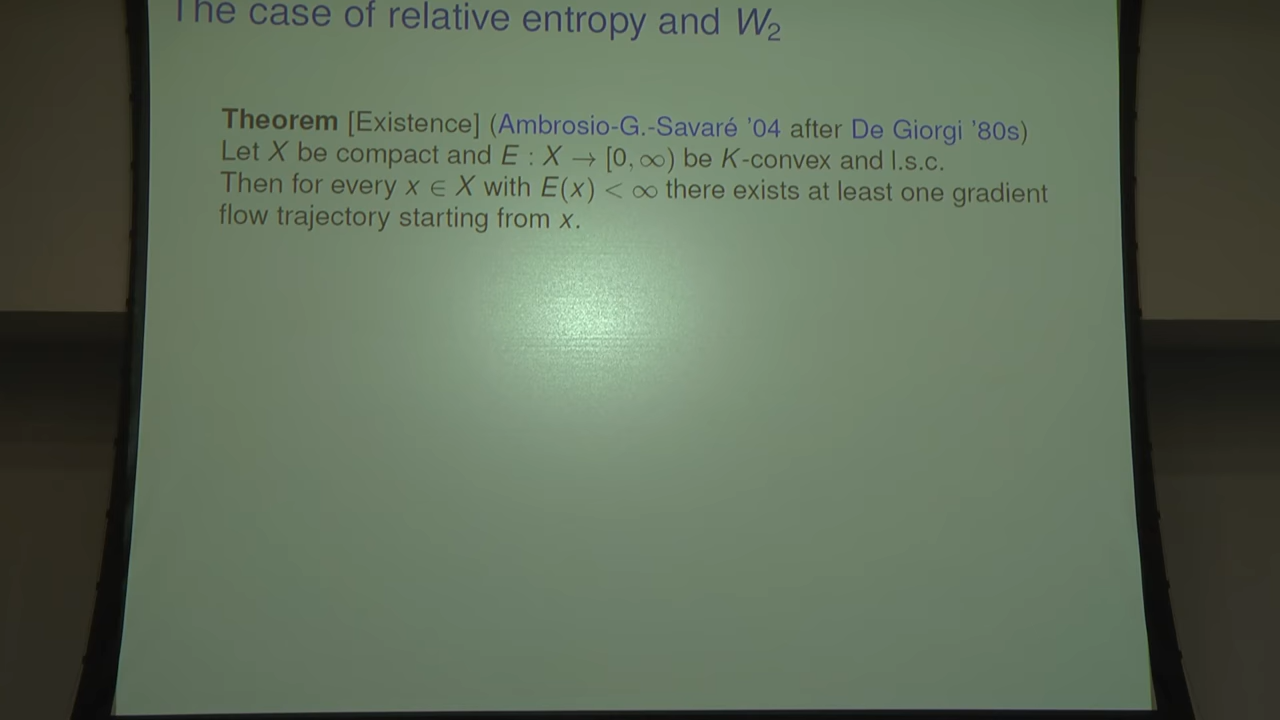 The case of relative entropy and W₂
Theorem [Existence] (Ambrosio-G.-Savaré '04 after De Giorgi '80s)
Let X be compact and E : X → [0, ∞) be K-convex and l.s.c.
Then for every x ∈ X with E(x) < ∞ there exists at least one gradient
flow trajectory starting from x.